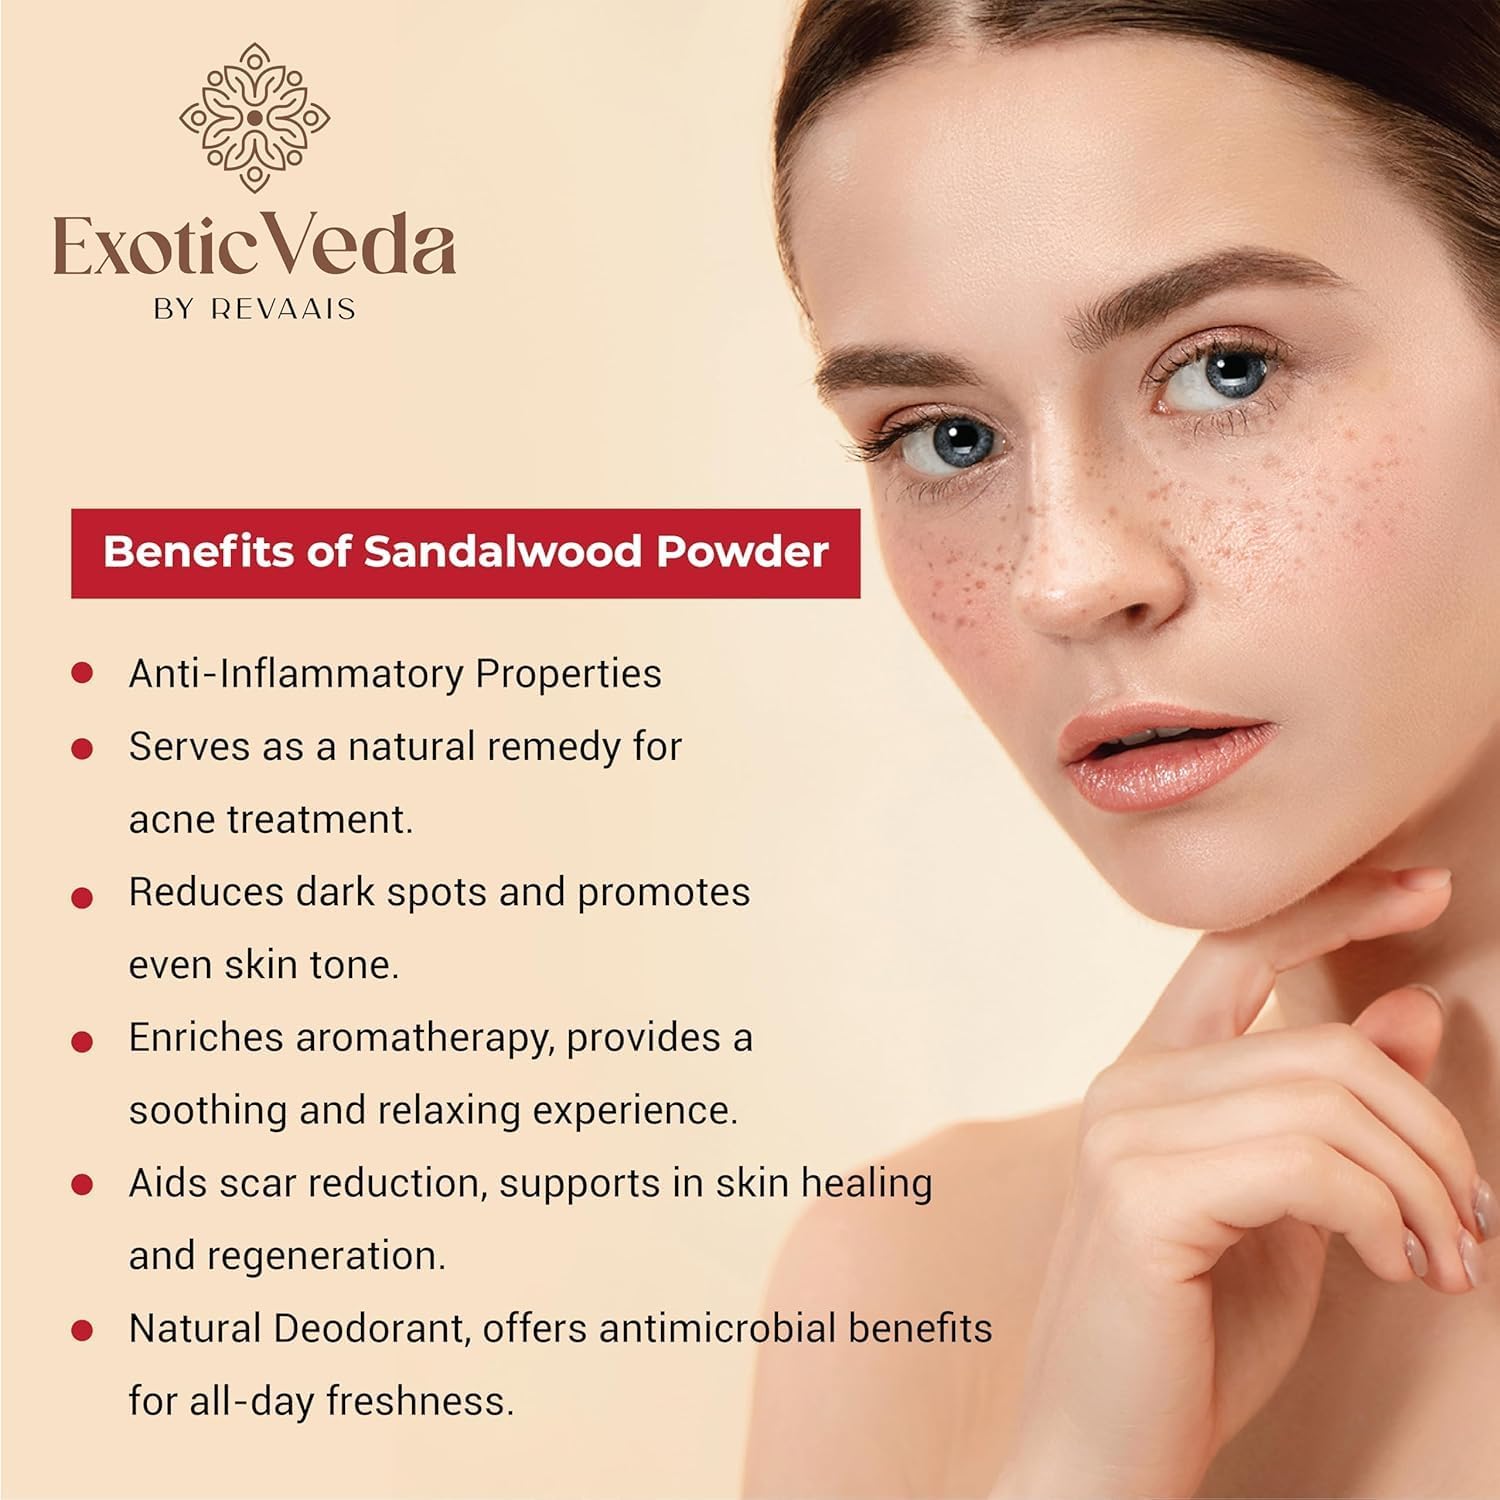 Exotic Veda
BY REVAAIS
Benefits of Sandalwood Powder
Anti-Inflammatory Properties
Serves as a natural remedy for
acne treatment.
Reduces dark spots and promotes
even skin tone.
Enriches aromatherapy, provides a
soothing and relaxing experience.
Aids scar reduction, supports in skin healing
and regeneration.
Natural Deodorant, offers antimicrobial benefits
for all-day freshness.